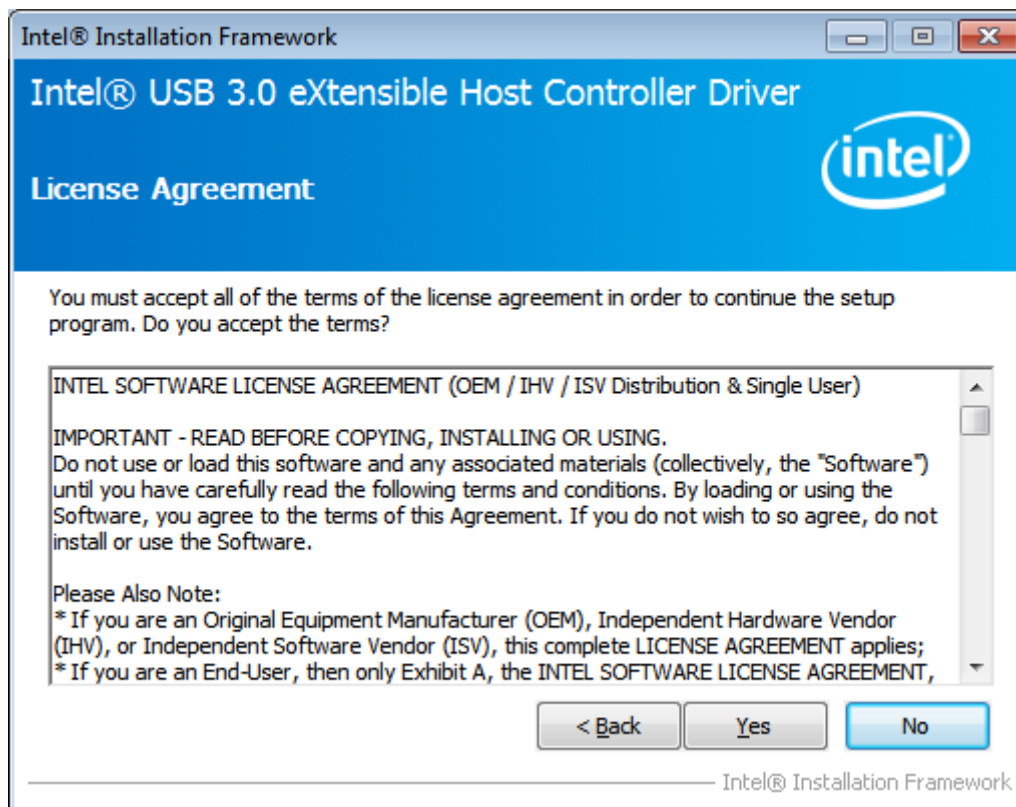 Intel® Installation Framework
Intel® USB 3.0 eXtensible Host Controller Driver
intel
License Agreement
You must accept all of the terms of the license agreement in order to continue the setup
program. Do you accept the terms?
INTEL SOFTWARE LICENSE AGREEMENT (OEM / IHV / ISV Distribution & Single User)
IMPORTANT - READ BEFORE COPYING, INSTALLING OR USING.
Do not use or load this software and any associated materials (collectively, the "Software")
until you have carefully read the following terms and conditions. By loading or using the
Software, you agree to the terms of this Agreement. If you do not wish to so agree, do not
install or use the Software.
Please Also Note:
* If you are an Original Equipment Manufacturer (OEM), Independent Hardware Vendor
(IHV), or Independent Software Vendor (ISV), this complete LICENSE AGREEMENT applies;
* If you are an End-User, then only Exhibit A, the INTEL SOFTWARE LICENSE AGREEMENT,
< Back Yes No
Intel® Installation Framework